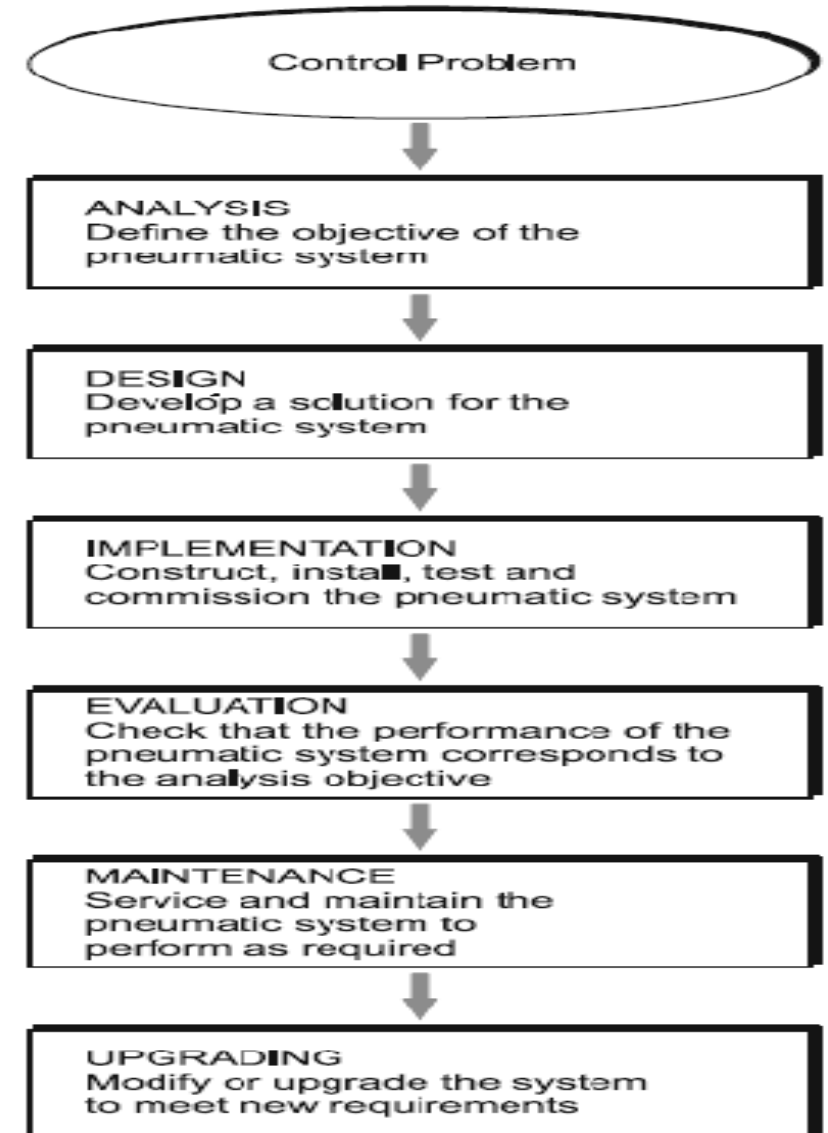 Control Problem
ANALYSIS
Define the objective of the
pneumatic system
DESIGN
Develop a solution for the
pneumatic system
IMPLEMENTATION
Construct, install, test and
commission the pneumatic system
EVALUATION
Check that the performance of the
pneumatic system corresponds to
the analysis objective
MAINTENANCE
Service and maintain the
pneumatic system to
perform as required
UPGRADING
Modify or upgrade the system
to meet new requirements